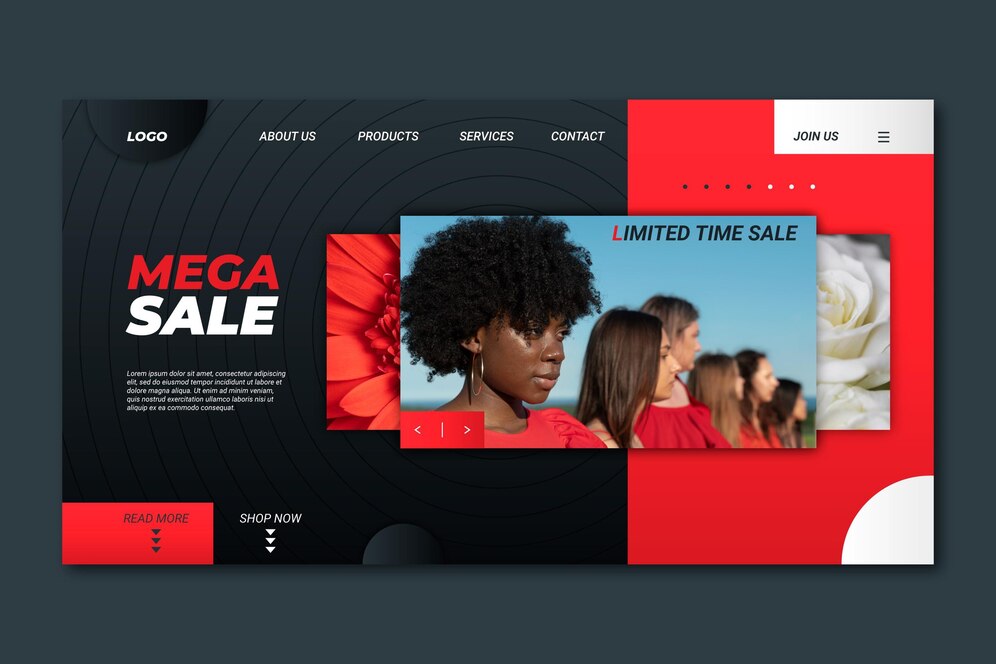 LOGO
ABOUT US
PRODUCTS
SERVICES
CONTACT
JOIN US
LIMITED TIME SALE
MEGA
SALE
Lorem ipsum dolor sit amet, consectetur adipiscing
elit, sed do eiusmod tempor incididunt ut labore et
dolore magna aliqua. Ut enim ad minim veniam,
quis nostrud exercitation ullamco laboris nisi ut
aliquip ex ea commodo consequat.
READ MORE
SHOP NOW